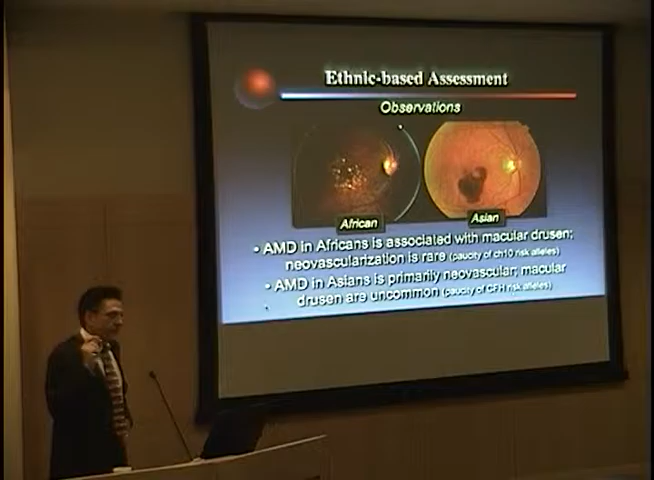 Ethnic-based Assessment
Observations
African
Asian
• AMD in Africans is associated with macular drusen;
neovascularization is rare (paucity of ch10 risk alleles)
• AMD in Asians is primarily neovascular; macular
drusen are uncommon (paucity of CFH risk alleles)